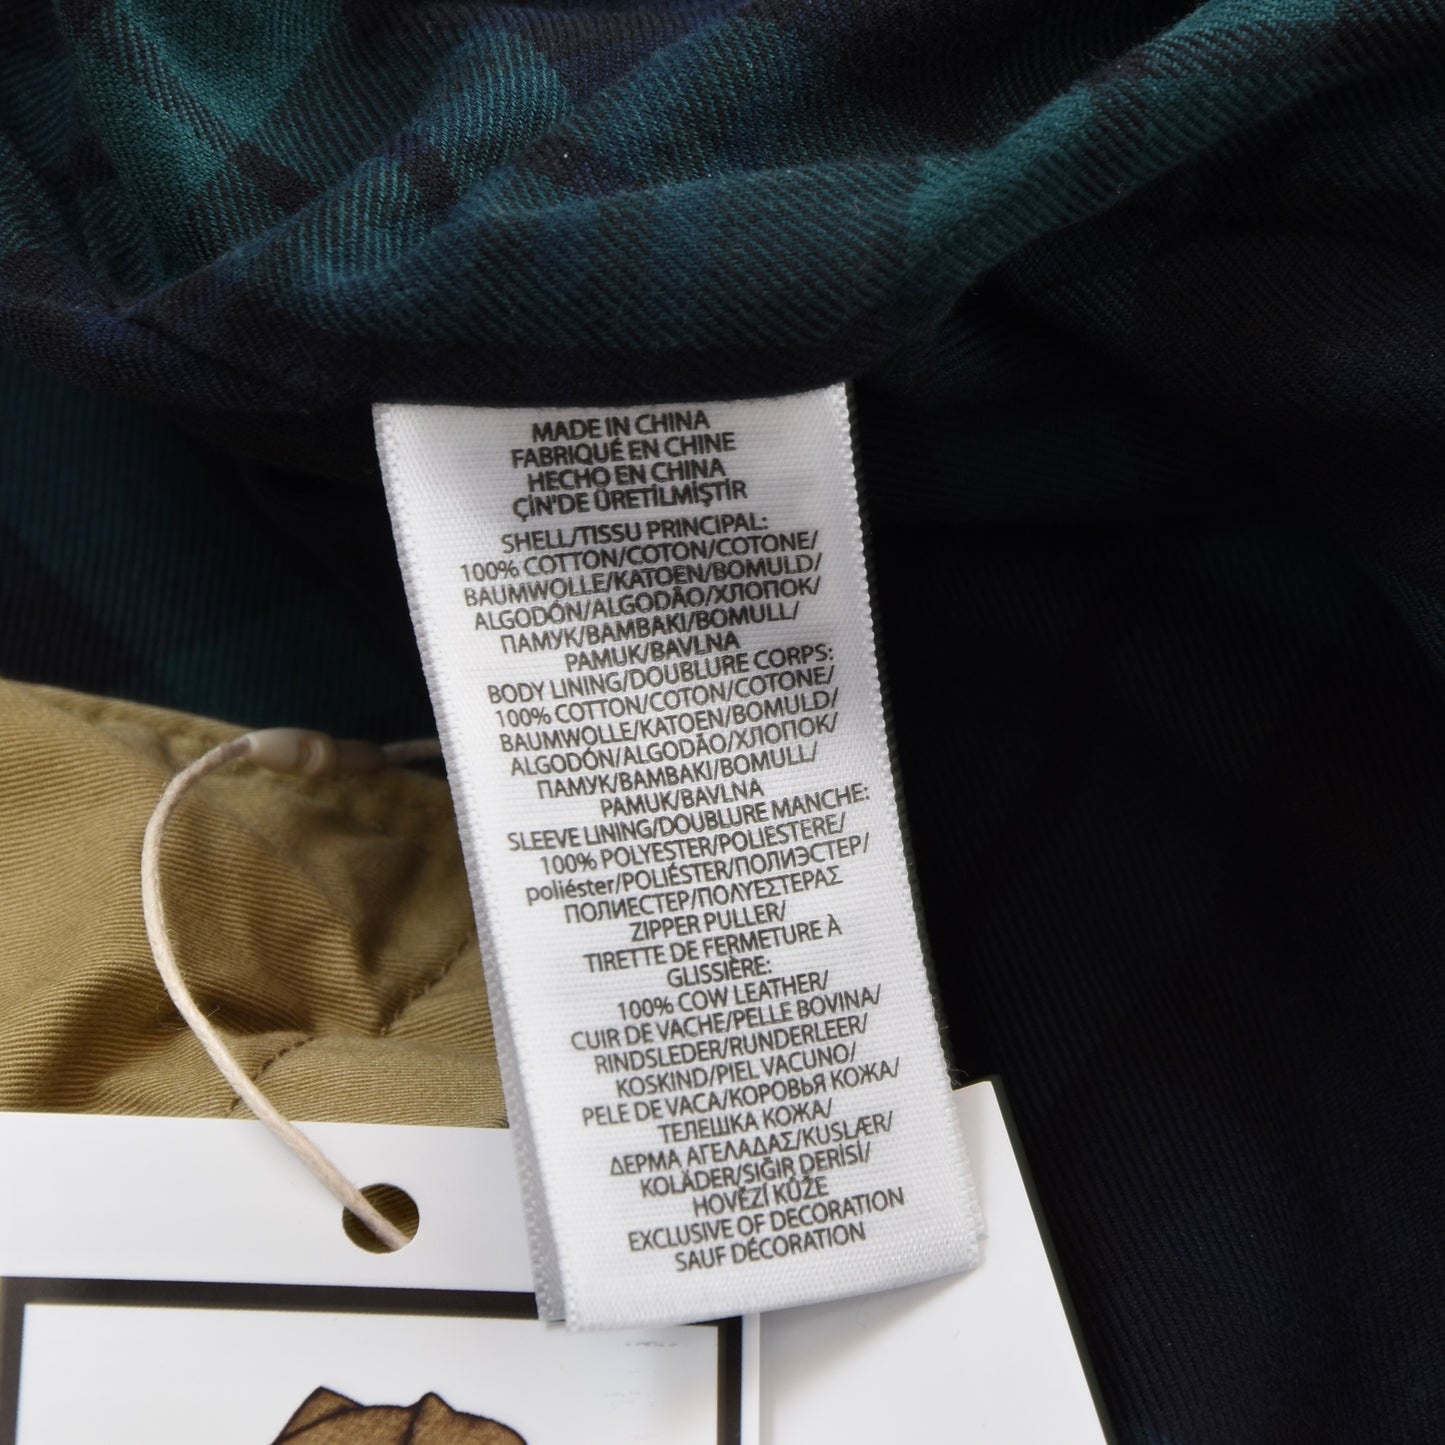 MADE IN CHINA
FABRIQUÉ EN CHINE
HECHO EN CHINA
ÇİN'DE ÜRETİLMİŞTİR
SHELL/TISSU PRINCIPAL:
100% COTTON/COTON/COTONE/
BAUMWOLLE/KATOEN/BOMULD/
ALGODÓN/ALGODÃO/ХЛОПОК/
ПАМУК/BAMBAKI/BOMULL/
PAMUK/BAVLNA
BODY LINING/DOUBLURE CORPS:
100% COTTON/COTON/COTONE/
BAUMWOLLE/KATOEN/BOMULD/
ALGODÓN/ALGODÃO/ХЛОПОК/
ПАМУК/BAMBAKI/BOMULL/
PAMUK/BAVLNA
SLEEVE LINING/DOUBLURE MANCHE:
100% POLYESTER/POLIESTERE/
poliéster/POLIÉSTER/ПОЛИЭСТЕР/
ПОЛИЕСТЕР/ΠΟΛΥΕΣΤΕΡΑΣ
ZIPPER PULLER/
TIRETTE DE FERMETURE À
GLISSIÈRE:
100% COW LEATHER/
CUIR DE VACHE/PELLE BOVINA/
RINDSLEDER/RUNDERLEER/
KOSKIND/PIEL VACUNO/
PELE DE VACA/КОРОВЬЯ КОЖА/
ТЕЛЕШКА КОЖА/
ΔΕΡΜΑ ΑΓΕΛΑΔΑΣ/KUSLÆR/
KOLÄDER/SIĞIR DERİSİ/
HOVĚZÍ KŮŽE
EXCLUSIVE OF DECORATION
SAUF DÉCORATION